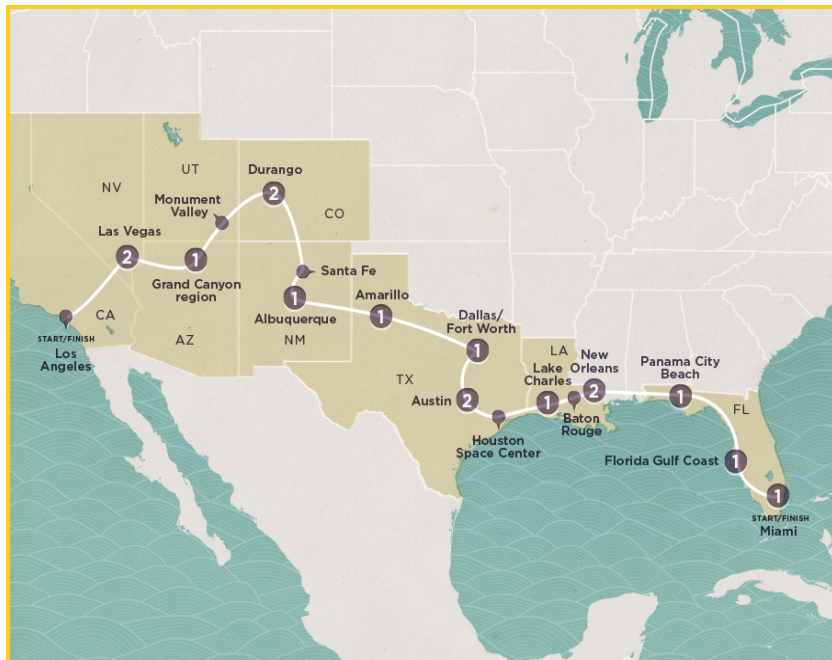 Durango
UT
2
NV
Monument
Valley
CO
Las Vegas
2
1
Grand Canyon
region
Santa Fe
1
Albuquerque
Amarillo
1
START/FINISH
Los
Angeles
CA
AZ
NM
Dallas/
Fort Worth
1
TX
LA
Lake
Charles
New
Orleans
2
Panama City
Beach
1
Austin
2
1
Baton
Rouge
FL
Houston
Space Center
Florida Gulf Coast
1
1
START/FINISH
Miami